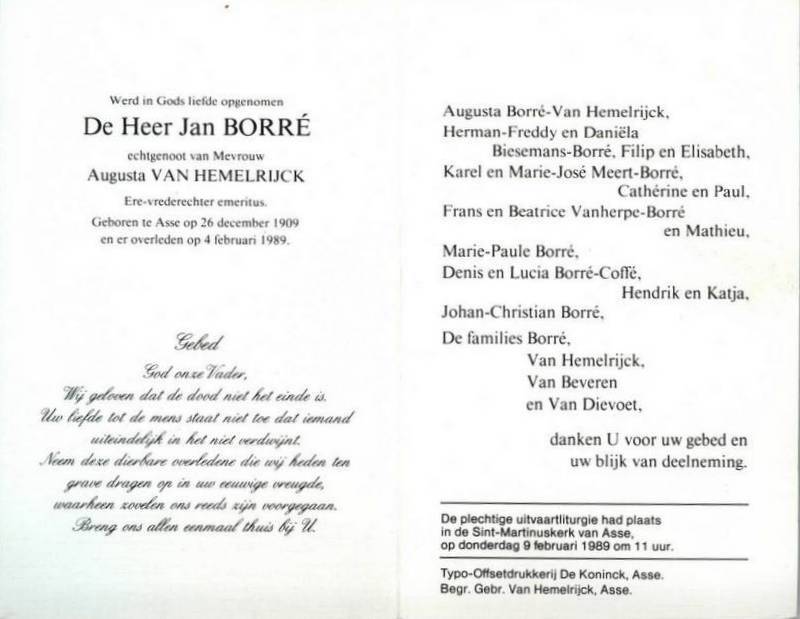 Werd in Gods liefde opgenomen
De Heer Jan BORRÉ
echtgenoot van Mevrouw
Augusta VAN HEMELRIJCK
Ere-vrederechter emeritus.
Geboren te Asse op 26 december 1909
en er overleden op 4 februari 1989.
Gebed
God onze Vader,
Wij geloven dat de dood niet het einde is.
Uw liefde tot de mens staat niet toe dat iemand
uiteindelijk in het niet verdwijnt.
Neem deze dierbare overledene die wij heden ten
grave dragen op in uw eeuwige vreugde,
waarheen zovelen ons reeds zijn voorgegaan.
Breng ons allen eenmaal thuis bij U.
Augusta Borré-Van Hemelrijck,
Herman-Freddy en Daniëla
Biesemans-Borré, Filip en Elisabeth,
Karel en Marie-José Meert-Borré,
Cathérine en Paul,
Frans en Beatrice Vanherpe-Borré
en Mathieu,
Marie-Paule Borré,
Denis en Lucia Borré-Coffé,
Hendrik en Katja,
Johan-Christian Borré,
De families Borré,
Van Hemelrijck,
Van Beveren
en Van Dievoet,
danken U voor uw gebed en
uw blijk van deelneming.
De plechtige uitvaartliturgie had plaats
in de Sint-Martinuskerk van Asse,
op donderdag 9 februari 1989 om 11 uur.
Typo-Offsetdrukkerij De Koninck, Asse.
Begr. Gebr. Van Hemelrijck, Asse.